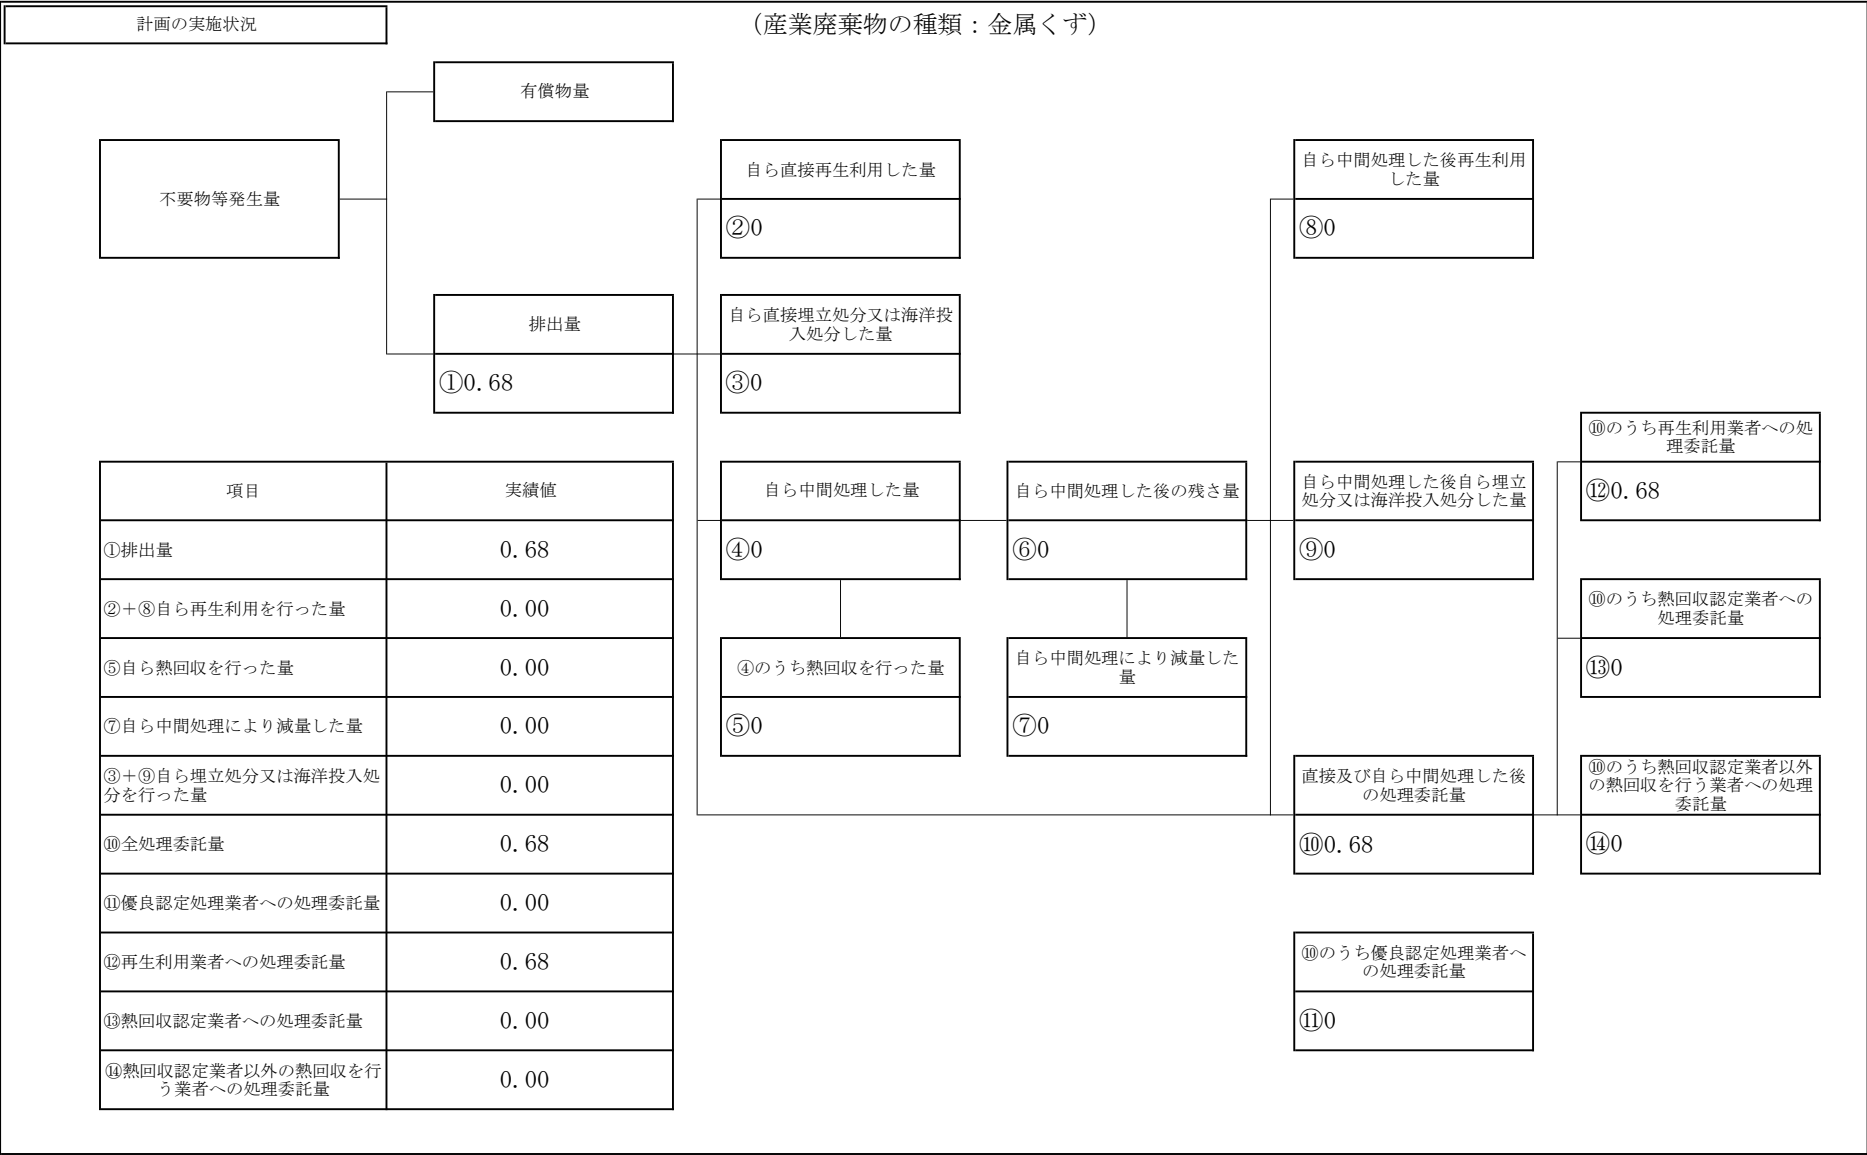 計画の実施状況
（産業廃棄物の種類：金属くず）
有償物量
不要物等発生量
自ら直接再生利用した量
②0
自ら中間処理した後再生利用
した量
⑧0
排出量
①0.68
自ら直接埋立処分又は海洋投
入処分した量
③0
⑩のうち再生利用業者への処
理委託量
⑫0.68
自ら中間処理した量
④0
自ら中間処理した後の残さ量
⑥0
自ら中間処理した後自ら埋立
処分又は海洋投入処分した量
⑨0
⑩のうち熱回収認定業者への
処理委託量
⑬0
④のうち熱回収を行った量
⑤0
自ら中間処理により減量した
量
⑦0
直接及び自ら中間処理した後
の処理委託量
⑩0.68
⑩のうち熱回収認定業者以外
の熱回収を行う業者への処理
委託量
⑭0
⑩のうち優良認定処理業者へ
の処理委託量
⑪0
項目 実績値
①排出量 0.68
②＋⑧自ら再生利用を行った量 0.00
⑤自ら熱回収を行った量 0.00
⑦自ら中間処理により減量した量 0.00
③＋⑨自ら埋立処分又は海洋投入処
分を行った量 0.00
⑩全処理委託量 0.68
⑪優良認定処理業者への処理委託量 0.00
⑫再生利用業者への処理委託量 0.68
⑬熱回収認定業者への処理委託量 0.00
⑭熱回収認定業者以外の熱回収を行
う業者への処理委託量 0.00